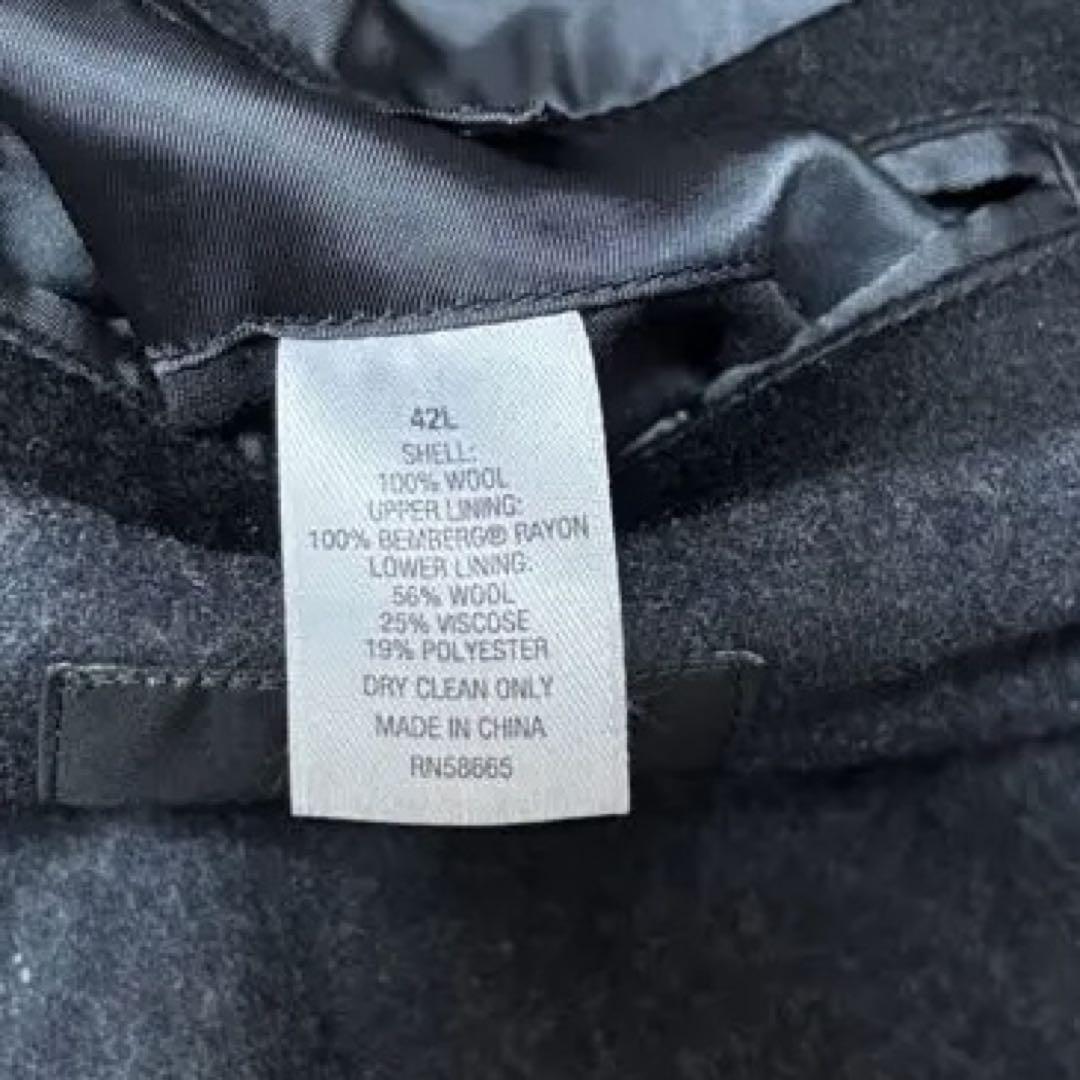 42L
SHELL:
100% WOOL
UPPER LINING:
100% BEMBERG® RAYON
LOWER LINING:
56% WOOL
25% VISCOSE
19% POLYESTER
DRY CLEAN ONLY
MADE IN CHINA
RN58665